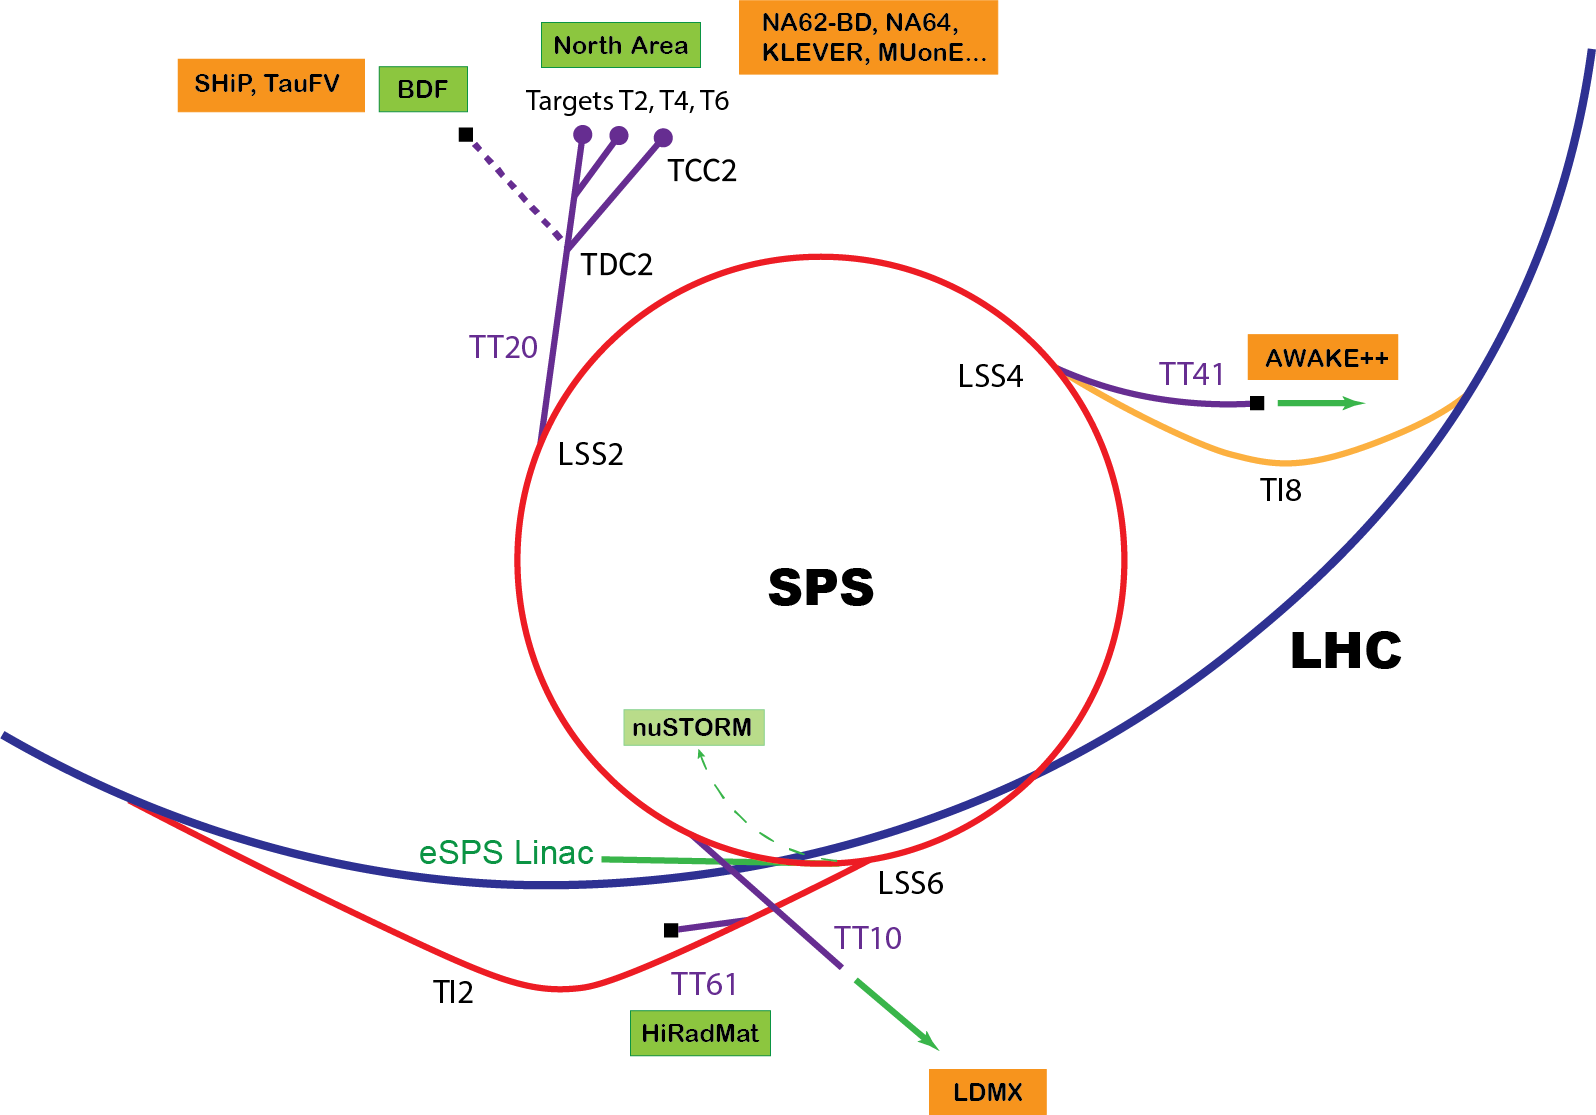 NA62-BD, NA64,
KLEVER, MUonE...
North Area
SHiP, TauFV
BDF
Targets T2, T4, T6
TCC2
TDC2
TT20
LSS2
LSS4
TT41
AWAKE++
TI8
SPS
LHC
nuSTORM
eSPS Linac
LSS6
TT10
TI2
TT61
HiRadMat
LDMX